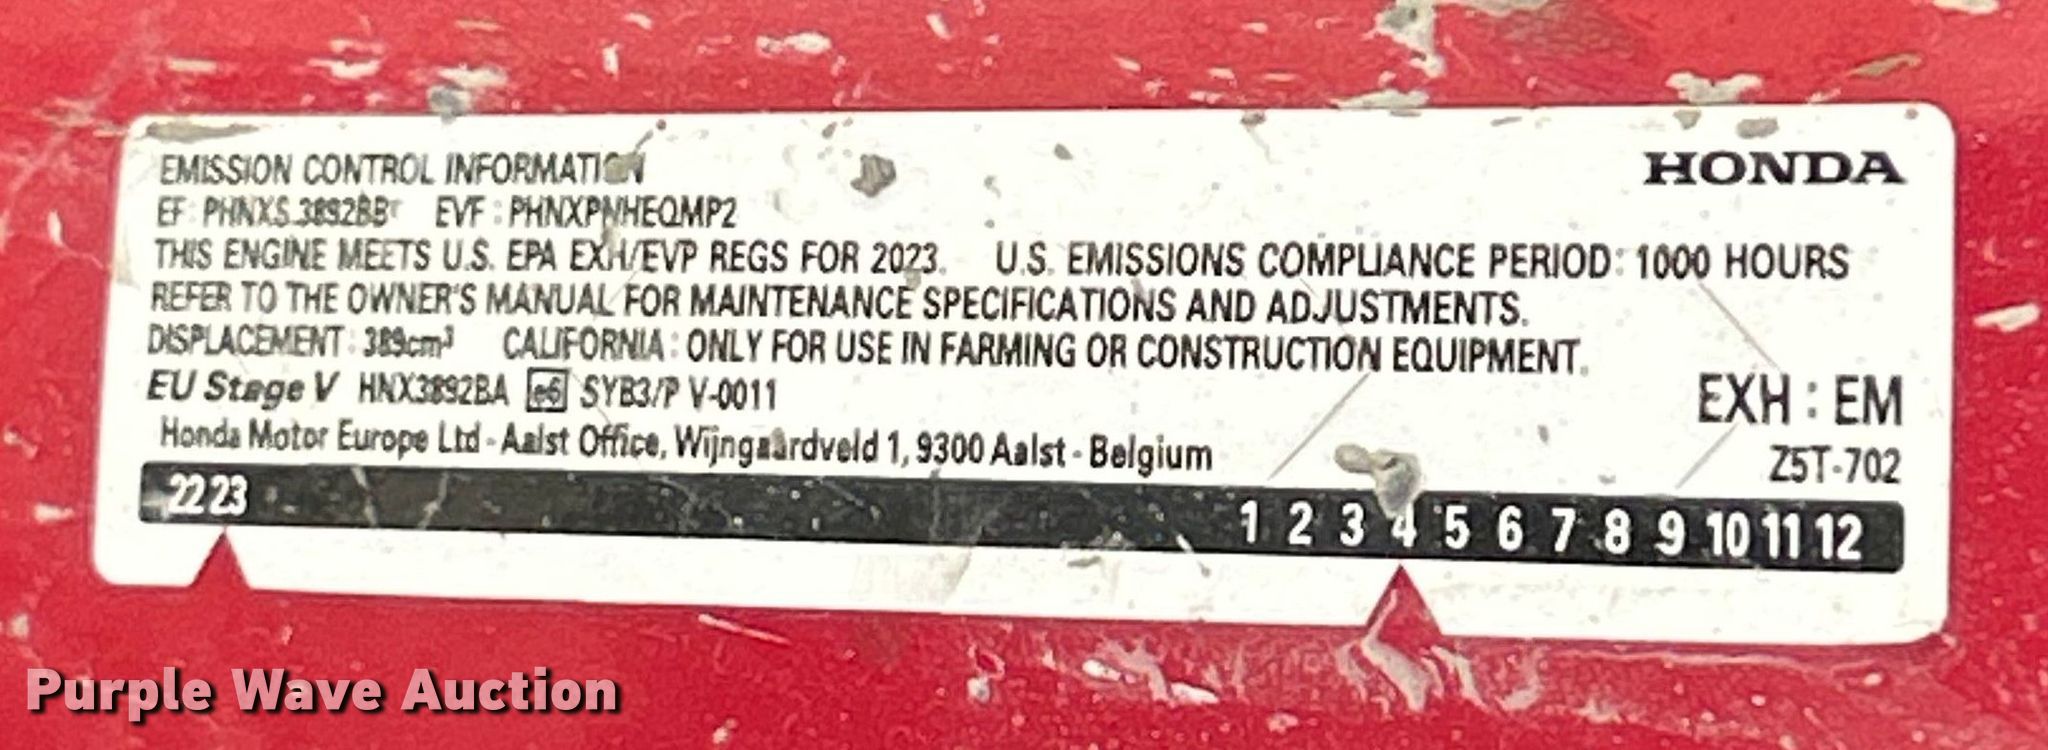 EMISSION CONTROL INFORMATION
HONDA
EF : PHNXS.3892BB EVF : PHNXPNHEQMP2
THIS ENGINE MEETS U.S. EPA EXH/EVP REGS FOR 2023. U.S. EMISSIONS COMPLIANCE PERIOD: 1000 HOURS
REFER TO THE OWNER'S MANUAL FOR MAINTENANCE SPECIFICATIONS AND ADJUSTMENTS.
DISPLACEMENT : 389cm³ CALIFORNIA : ONLY FOR USE IN FARMING OR CONSTRUCTION EQUIPMENT.
EU Stage V HNX3892BA e6 SYB3/P V-0011
EXH : EM
Honda Motor Europe Ltd - Aalst Office, Wijngaardveld 1, 9300 Aalst - Belgium
Z5T-702
22 23 1 2 3 4 5 6 7 8 9 10 11 12
Purple Wave Auction